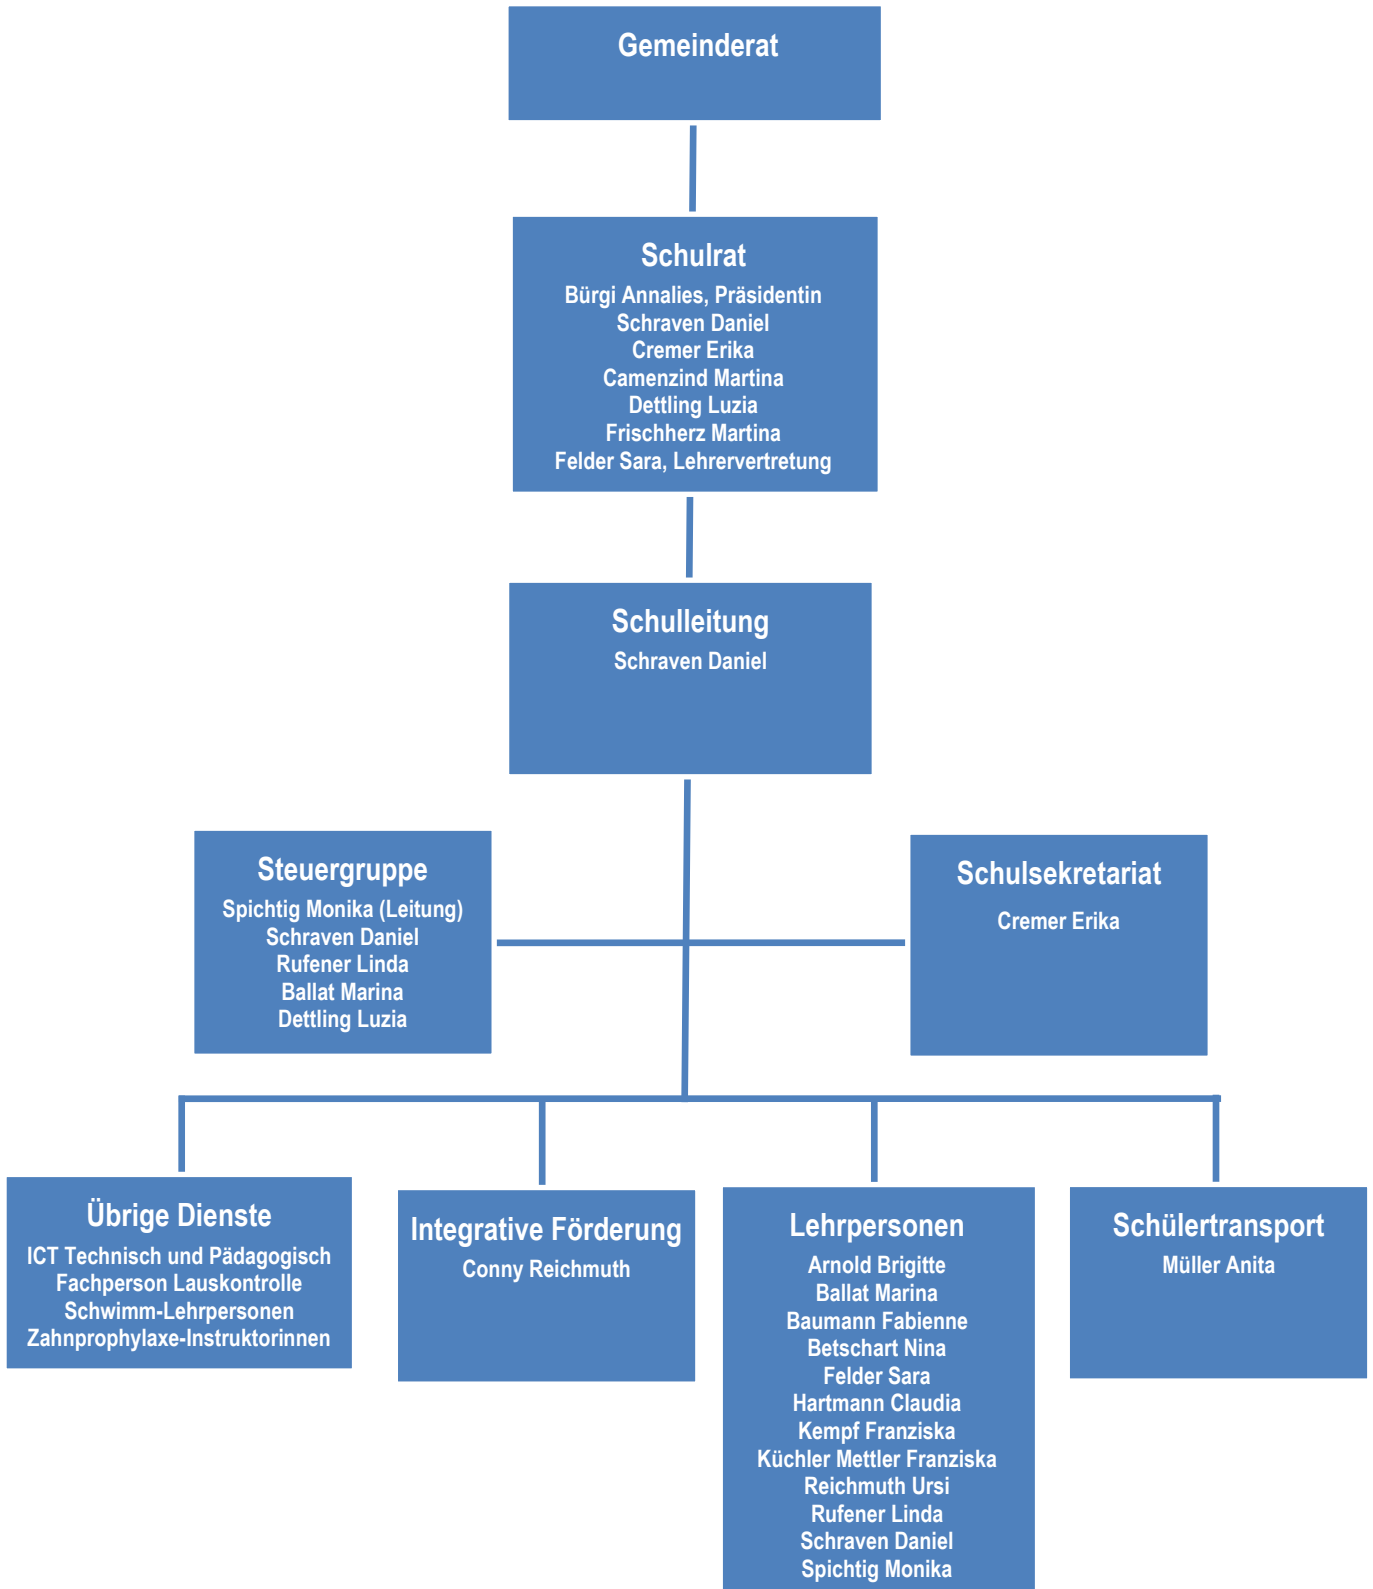 Gemeinderat
Schulrat
Bürgi Annalies, Präsidentin
Schraven Daniel
Cremer Erika
Camenzind Martina
Dettling Luzia
Frischherz Martina
Felder Sara, Lehrervertretung
Schulleitung
Schraven Daniel
Steuergruppe
Spichtig Monika (Leitung)
Schraven Daniel
Rufener Linda
Ballat Marina
Dettling Luzia
Schulsekretariat
Cremer Erika
Übrige Dienste
ICT Technisch und Pädagogisch
Fachperson Lauskontrolle
Schwimm-Lehrpersonen
Zahnprophylaxe-Instruktorinnen
Integrative Förderung
Conny Reichmuth
Lehrpersonen
Arnold Brigitte
Ballat Marina
Baumann Fabienne
Betschart Nina
Felder Sara
Hartmann Claudia
Kempf Franziska
Küchler Mettler Franziska
Reichmuth Ursi
Rufener Linda
Schraven Daniel
Spichtig Monika
Schülertransport
Müller Anita